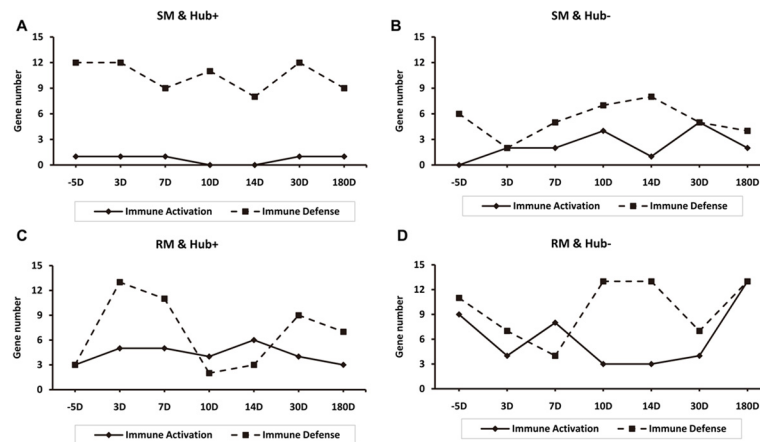 A
SM & Hub+
Gene number
15
12
9
6
3
0
-5D 3D 7D 10D 14D 30D 180D
Immune Activation Immune Defense
B
SM & Hub-
Gene number
15
12
9
6
3
0
-5D 3D 7D 10D 14D 30D 180D
Immune Activation Immune Defense
C
RM & Hub+
Gene number
15
12
9
6
3
0
-5D 3D 7D 10D 14D 30D 180D
Immune Activation Immune Defense
D
RM & Hub-
Gene number
15
12
9
6
3
0
-5D 3D 7D 10D 14D 30D 180D
Immune Activation Immune Defense